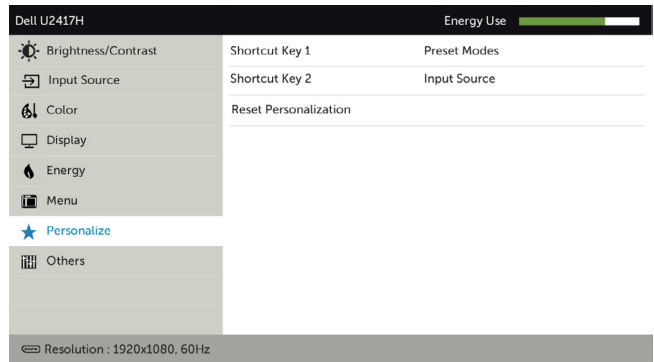 Dell U2417H Energy Use
Brightness/Contrast Shortcut Key 1 Preset Modes
Input Source Shortcut Key 2 Input Source
Color Reset Personalization
Display
Energy
Menu
Personalize
Others
Resolution : 1920x1080, 60Hz